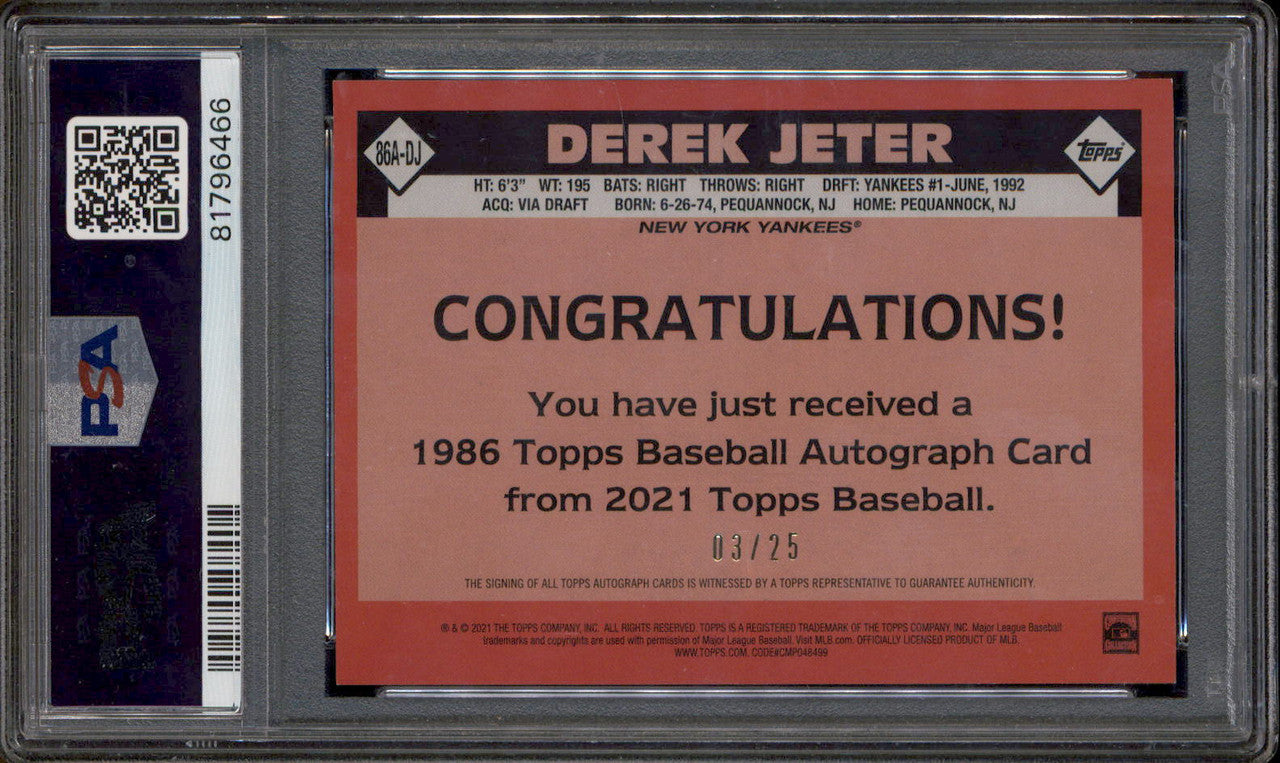 81796466
PSA
86A-DJ
DEREK JETER
Topps
HT: 6'3" WT: 195 BATS: RIGHT THROWS: RIGHT DRFT: YANKEES #1-JUNE, 1992
ACQ: VIA DRAFT BORN: 6-26-74, PEQUANNOCK, NJ HOME: PEQUANNOCK, NJ
NEW YORK YANKEES®
CONGRATULATIONS!
You have just received a
1986 Topps Baseball Autograph Card
from 2021 Topps Baseball.
03/25
THE SIGNING OF ALL TOPPS AUTOGRAPH CARDS IS WITNESSED BY A TOPPS REPRESENTATIVE TO GUARANTEE AUTHENTICITY.
® & © 2021 THE TOPPS COMPANY, INC. ALL RIGHTS RESERVED. TOPPS IS A REGISTERED TRADEMARK OF THE TOPPS COMPANY, INC. Major League Baseball
trademarks and copyrights are used with permission of Major League Baseball. Visit MLB.com. OFFICIALLY LICENSED PRODUCT OF MLB.
WWW.TOPPS.COM. CODE#CMP048499